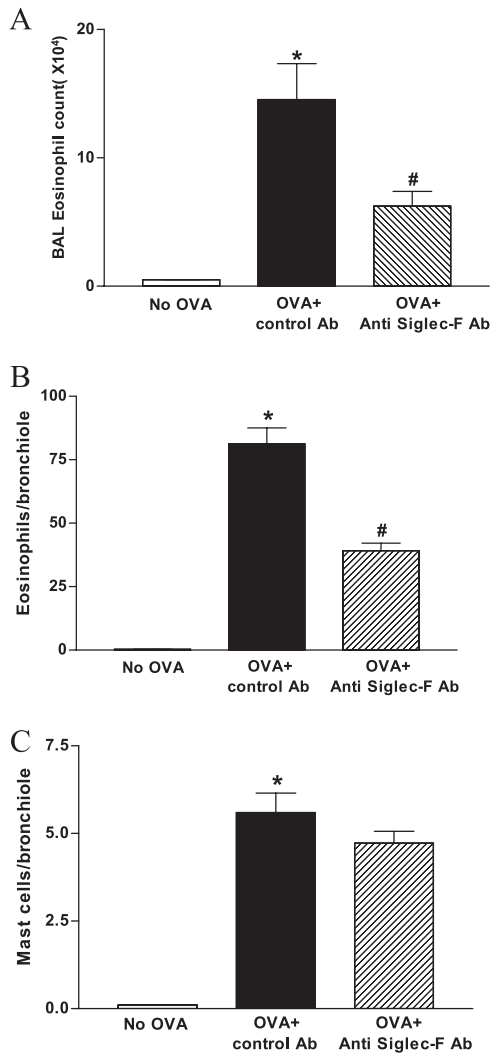 A
BAL Eosinophil count( X10⁴)
20
10
0
*
#
No OVA
OVA+
control Ab
OVA+
Anti Siglec-F Ab
B
Eosinophils/bronchiole
100
75
50
25
0
*
#
No OVA
OVA+
control Ab
OVA+
Anti Siglec-F Ab
C
Mast cells/bronchiole
7.5
5.0
2.5
0.0
*
No OVA
OVA+
control Ab
OVA+
Anti Siglec-F Ab